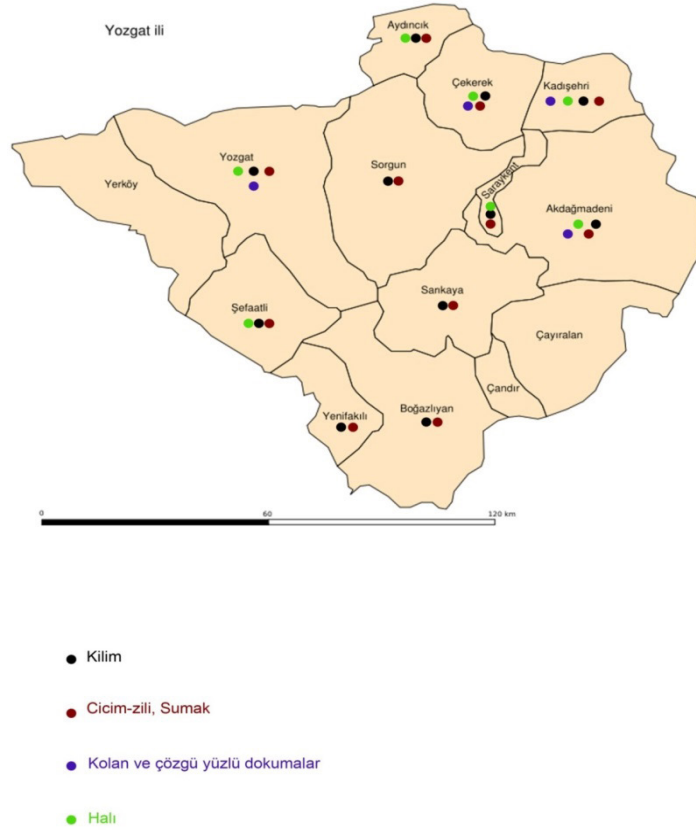 Yozgat ili
Aydıncık
Çekerek
Kadışehri
Yozgat
Sorgun
Saraykent
Yerköy
Akdağmadeni
Sarıkaya
Şefaatli
Çayıralan
Çandır
Yenifakılı
Boğazlıyan
0 60 120 km
Kilim
Cicim-zili, Sumak
Kolan ve çözgü yüzlü dokumalar
Halı